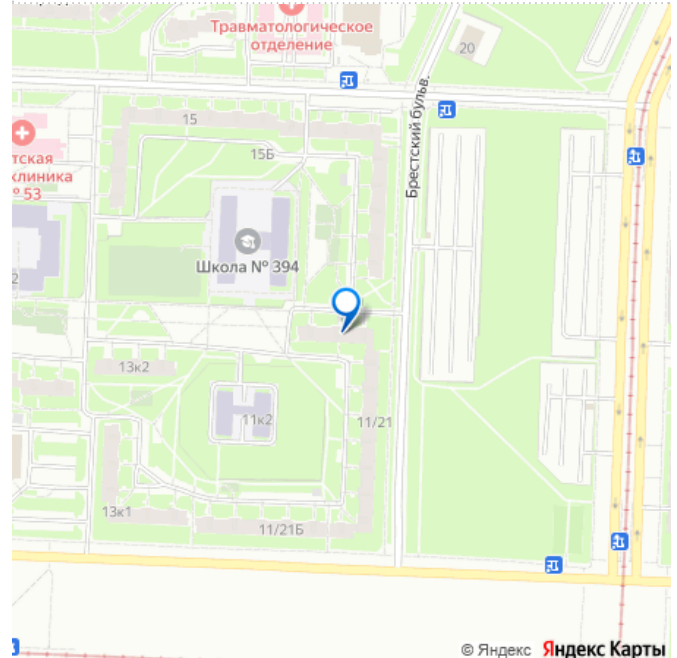 Травматологическое
отделение
20
Брестский бульв.
15
15Б
тская
клиника
№ 53
Школа № 394
2
13к2
11к2
11/21
13к1
11/21Б
© Яндекс Яндекс Карты